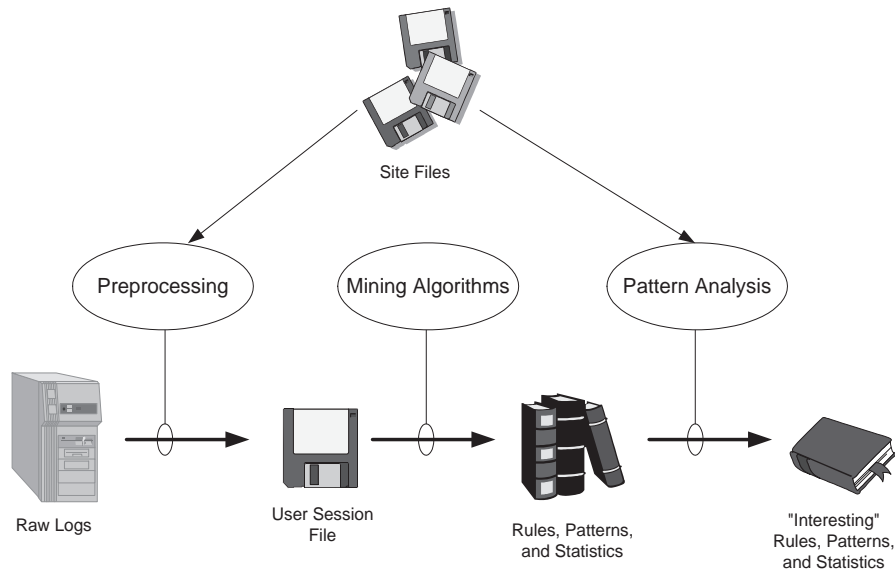 Site Files
Preprocessing
Mining Algorithms
Pattern Analysis
Raw Logs
User Session
File
Rules, Patterns,
and Statistics
"Interesting"
Rules, Patterns,
and Statistics